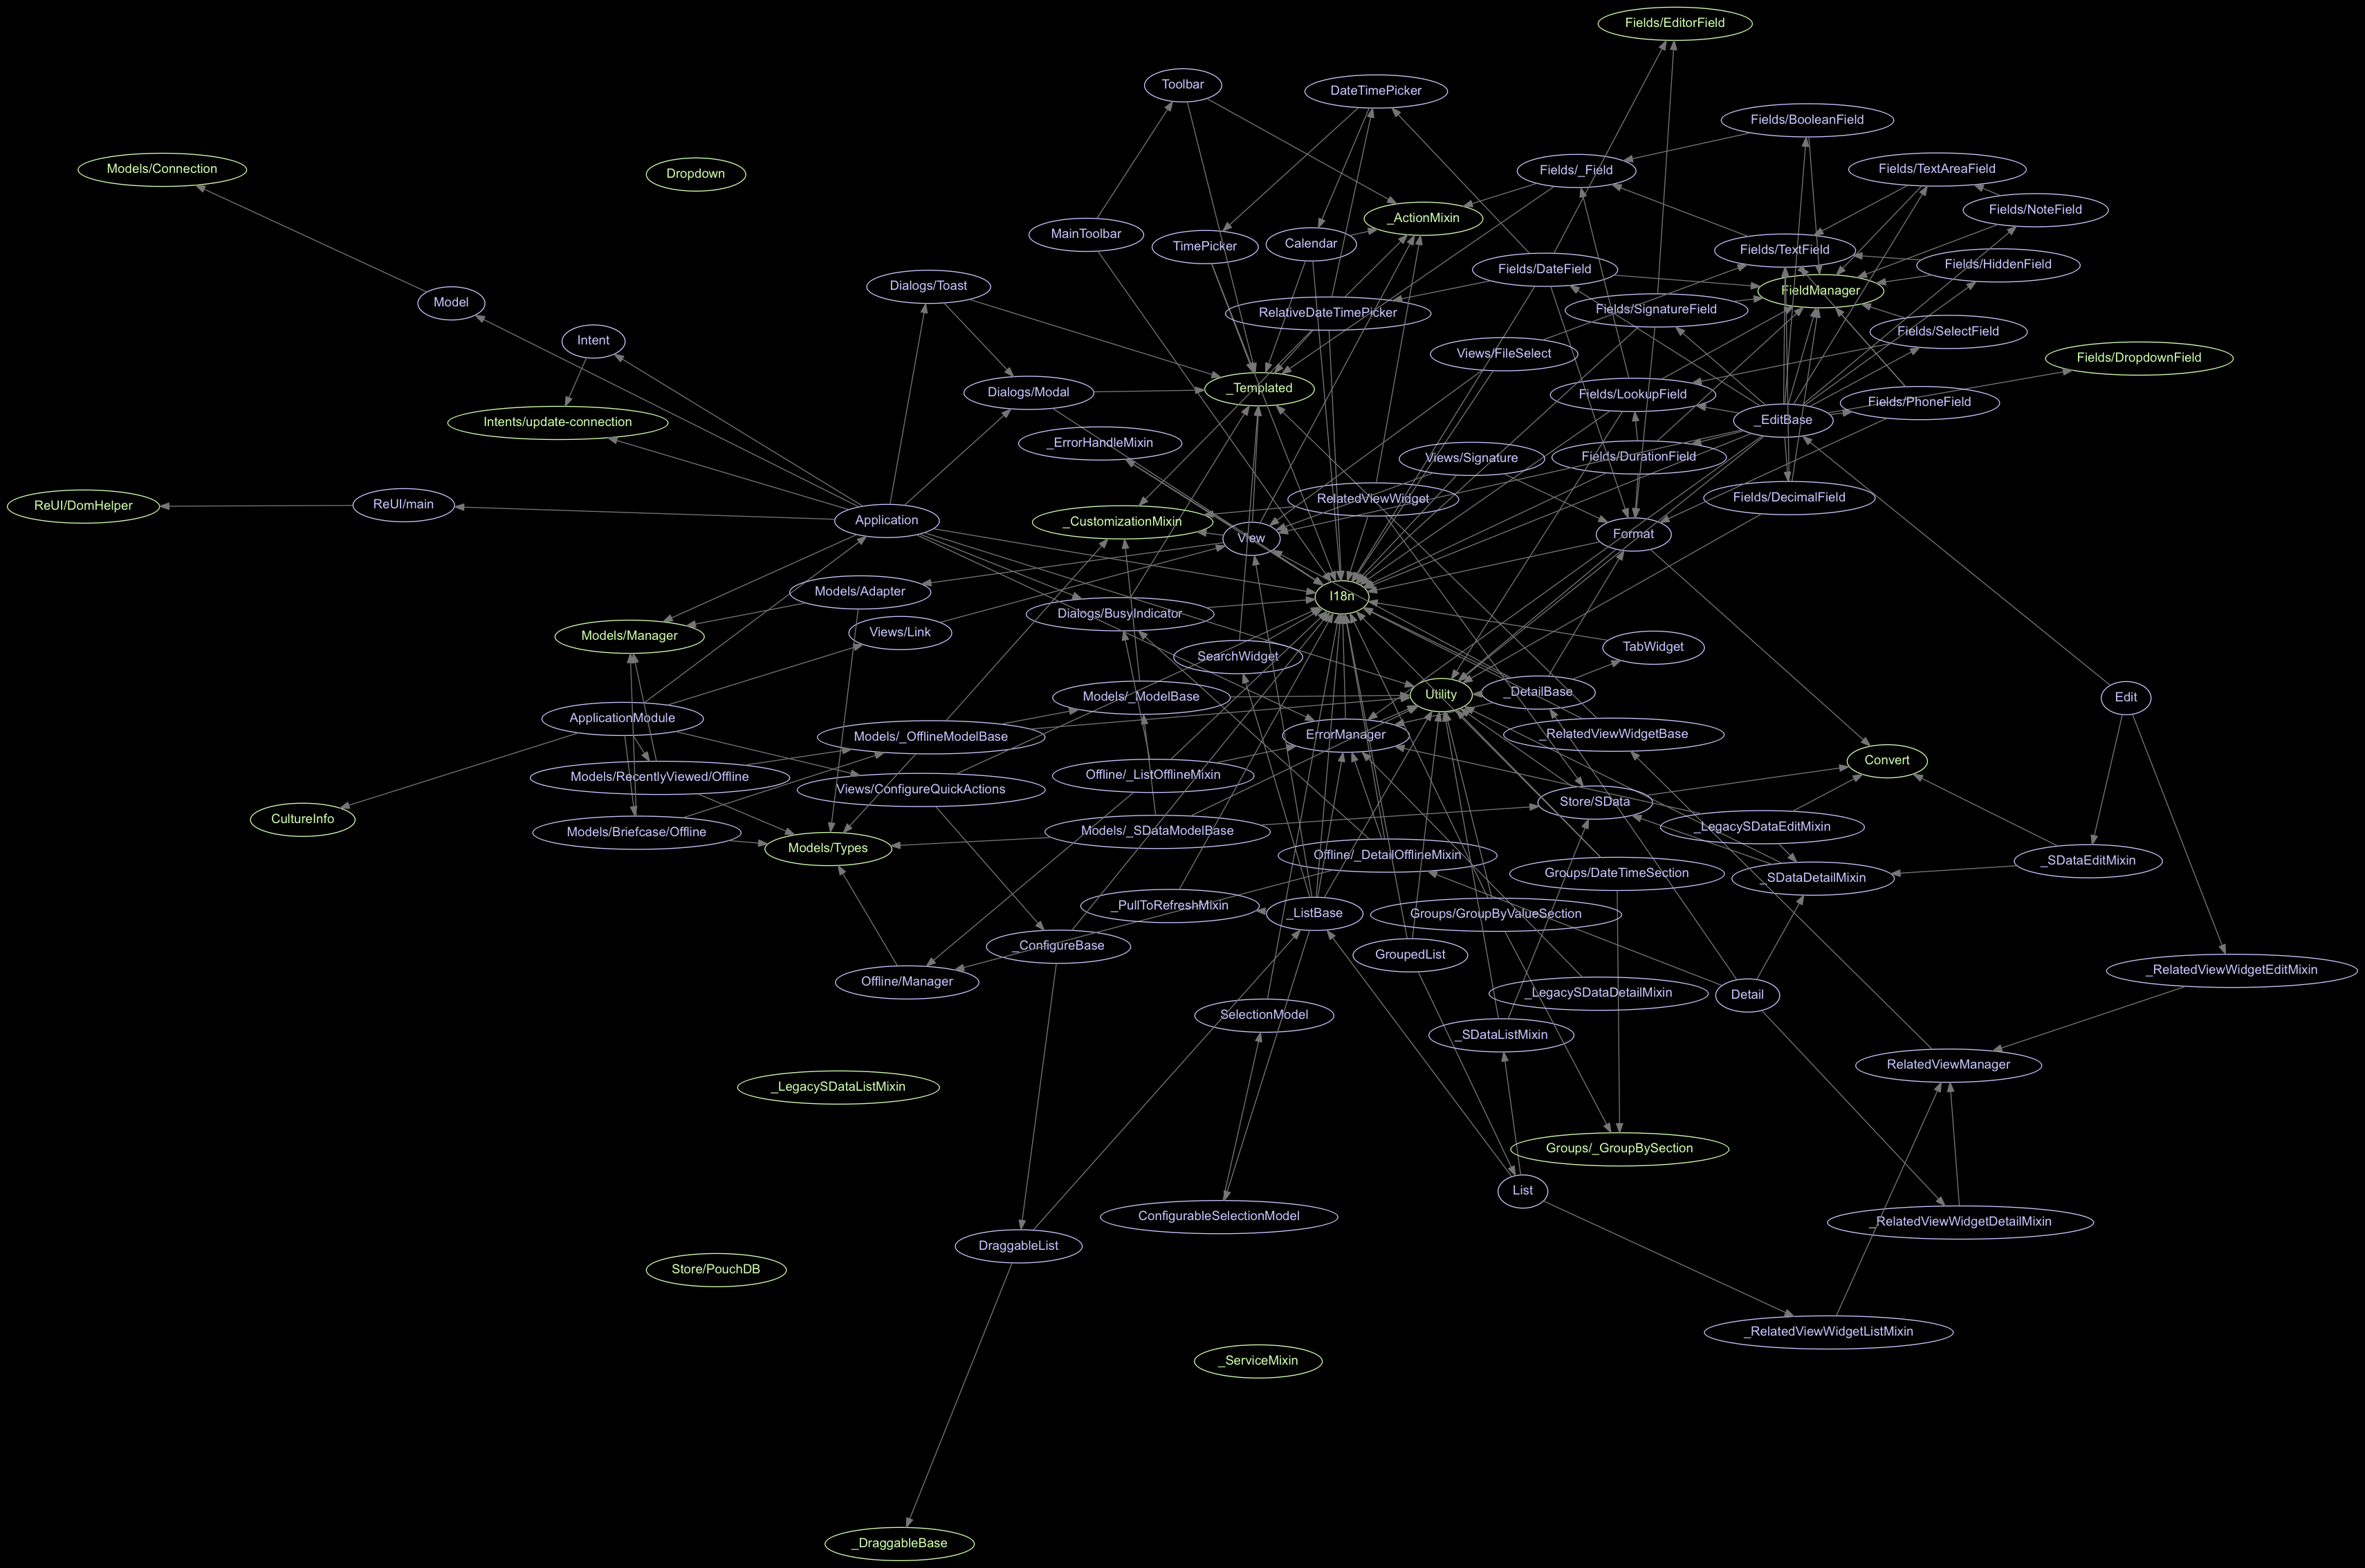 Fields/EditorField
Toolbar
DateTimePicker
Fields/BooleanField
Models/Connection
Dropdown
Fields/_Field
Fields/TextAreaField
Fields/NoteField
_ActionMixin
MainToolbar
TimePicker
Calendar
Fields/TextField
Fields/HiddenField
Fields/DateField
Dialogs/Toast
FieldManager
Model
RelativeDateTimePicker
Fields/SignatureField
Fields/SelectField
Intent
Views/FileSelect
Fields/DropdownField
Dialogs/Modal
_Templated
Fields/LookupField
Fields/PhoneField
Intents/update-connection
_EditBase
_ErrorHandleMixin
Views/Signature
Fields/DurationField
RelatedViewWidget
Fields/DecimalField
ReUI/DomHelper
ReUI/main
Application
_CustomizationMixin
View
Format
Models/Adapter
I18n
Dialogs/BusyIndicator
Views/Link
Models/Manager
TabWidget
SearchWidget
Models/_ModelBase
Utility
_DetailBase
Edit
ApplicationModule
Models/_OfflineModelBase
ErrorManager
_RelatedViewWidgetBase
Convert
Models/RecentlyViewed/Offline
Offline/_ListOfflineMixin
Views/ConfigureQuickActions
Store/SData
CultureInfo
Models/Briefcase/Offline
Models/_SDataModelBase
_LegacySDataEditMixin
Models/Types
Offline/_DetailOfflineMixin
_SDataEditMixin
Groups/DateTimeSection
_SDataDetailMixin
_PullToRefreshMixin
_ListBase
Groups/GroupByValueSection
_ConfigureBase
GroupedList
_RelatedViewWidgetEditMixin
Offline/Manager
_LegacySDataDetailMixin
Detail
SelectionModel
_SDataListMixin
RelatedViewManager
_LegacySDataListMixin
Groups/_GroupBySection
List
ConfigurableSelectionModel
_RelatedViewWidgetDetailMixin
DraggableList
Store/PouchDB
_RelatedViewWidgetListMixin
_ServiceMixin
_DraggableBase